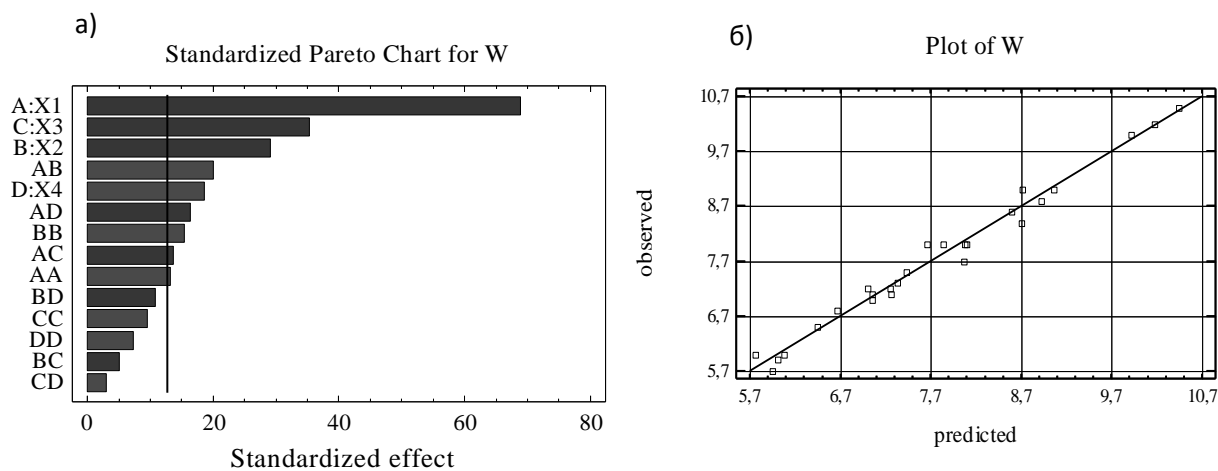 а)
Standardized Pareto Chart for W
A:X1
C:X3
B:X2
AB
D:X4
AD
BB
AC
AA
BD
CC
DD
BC
CD
0 20 40 60 80
Standardized effect
б)
Plot of W
10,7
9,7
8,7
7,7
6,7
5,7
observed
5,7 6,7 7,7 8,7 9,7 10,7
predicted